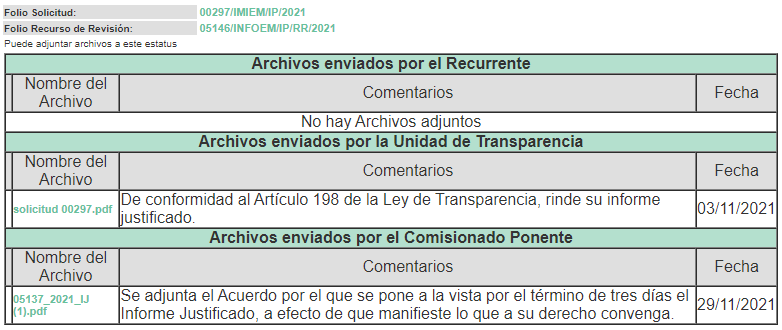 Folio Solicitud: 00297/IMIEM/IP/2021
Folio Recurso de Revisión: 05146/INFOEM/IP/RR/2021
Puede adjuntar archivos a este estatus
Archivos enviados por el Recurrente
Nombre del Archivo Comentarios Fecha
No hay Archivos adjuntos
Archivos enviados por la Unidad de Transparencia
Nombre del Archivo Comentarios Fecha
solicitud 00297.pdf De conformidad al Artículo 198 de la Ley de Transparencia, rinde su informe justificado. 03/11/2021
Archivos enviados por el Comisionado Ponente
Nombre del Archivo Comentarios Fecha
05137_2021_IJ (1).pdf Se adjunta el Acuerdo por el que se pone a la vista por el término de tres días el Informe Justificado, a efecto de que manifieste lo que a su derecho convenga. 29/11/2021